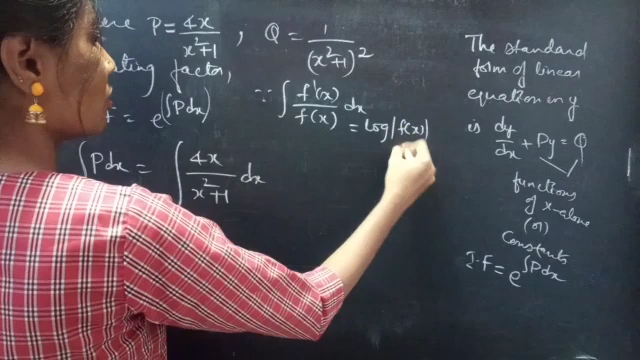 ere P = 4x/(x²+1) ; Q = 1/(x²+1)²
ating factor,
F = e^(∫Pdx)
∫Pdx = ∫ 4x/(x²+1) dx
∵ ∫ f'(x)/f(x) dx
= log|f(x)|
The standard
form of linear
equation in y
is dy/dx + Py = Q
functions
of x-alone
(or)
Constants
I.f = e^∫Pdx